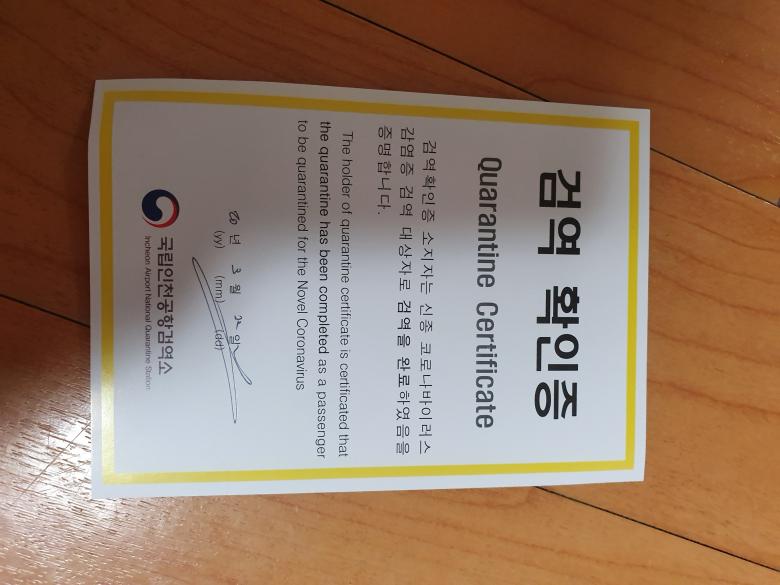 검역 확인증
Quarantine Certificate
검역확인증 소지자는 신종 코로나바이러스
감염증 검역 대상자로 검역을 완료하였음을
증명합니다.
The holder of quarantine certificate is certificated that
the quarantine has been completed as a passenger
to be quarantined for the Novel Coronavirus
20 년 3 월 22 일
(yy) (mm) (dd)
국립인천공항검역소
Incheon Airport National Quarantine Station